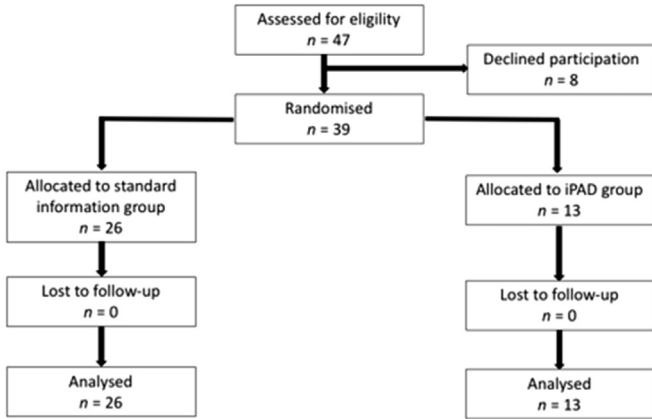 Assessed for eligibility
n = 47
Declined participation
n = 8
Randomised
n = 39
Allocated to standard
information group
n = 26
Allocated to iPAD group
n = 13
Lost to follow-up
n = 0
Lost to follow-up
n = 0
Analysed
n = 26
Analysed
n = 13